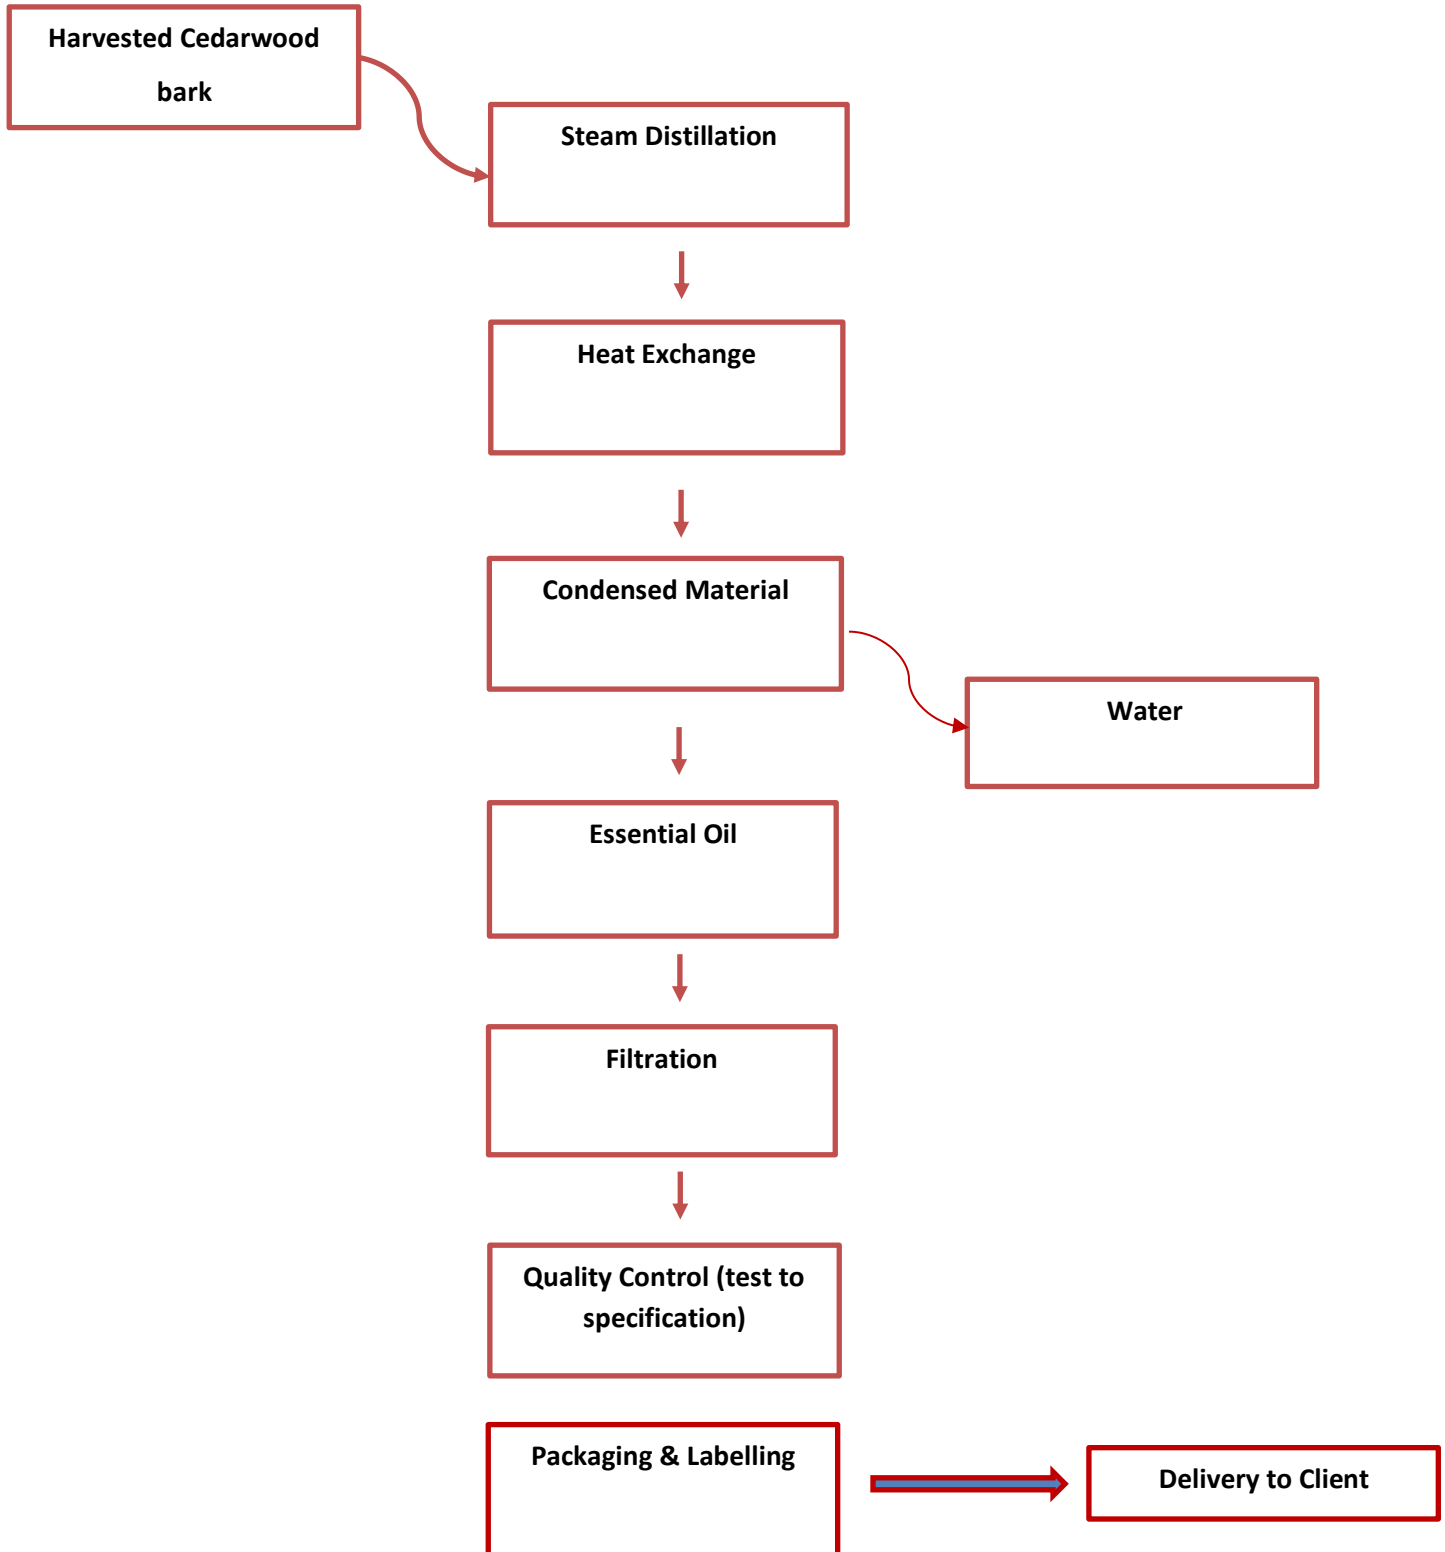 Harvested Cedarwood
bark
Steam Distillation
Heat Exchange
Condensed Material
Water
Essential Oil
Filtration
Quality Control (test to
specification)
Packaging & Labelling
Delivery to Client